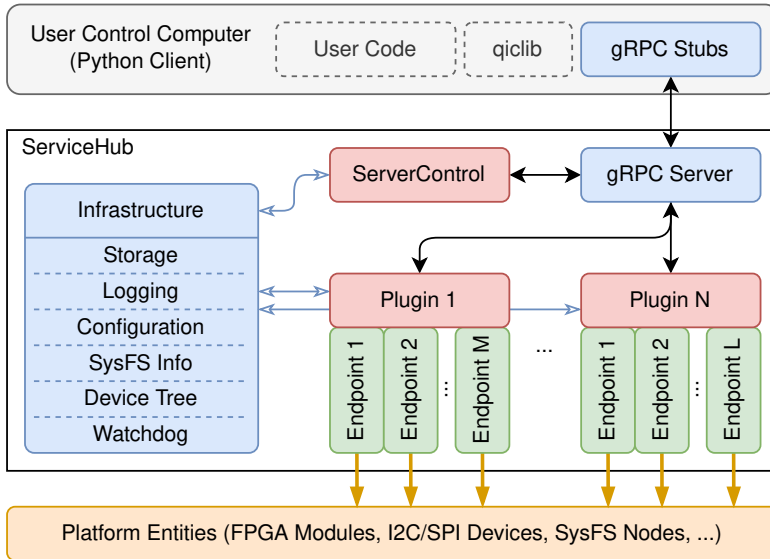 User Control Computer
(Python Client)
User Code
qiclib
gRPC Stubs
ServiceHub
Infrastructure
Storage
Logging
Configuration
SysFS Info
Device Tree
Watchdog
ServerControl
gRPC Server
Plugin 1
Plugin N
Endpoint 1
Endpoint 2
...
Endpoint M
...
Endpoint 1
Endpoint 2
...
Endpoint L
Platform Entities (FPGA Modules, I2C/SPI Devices, SysFS Nodes, ...)